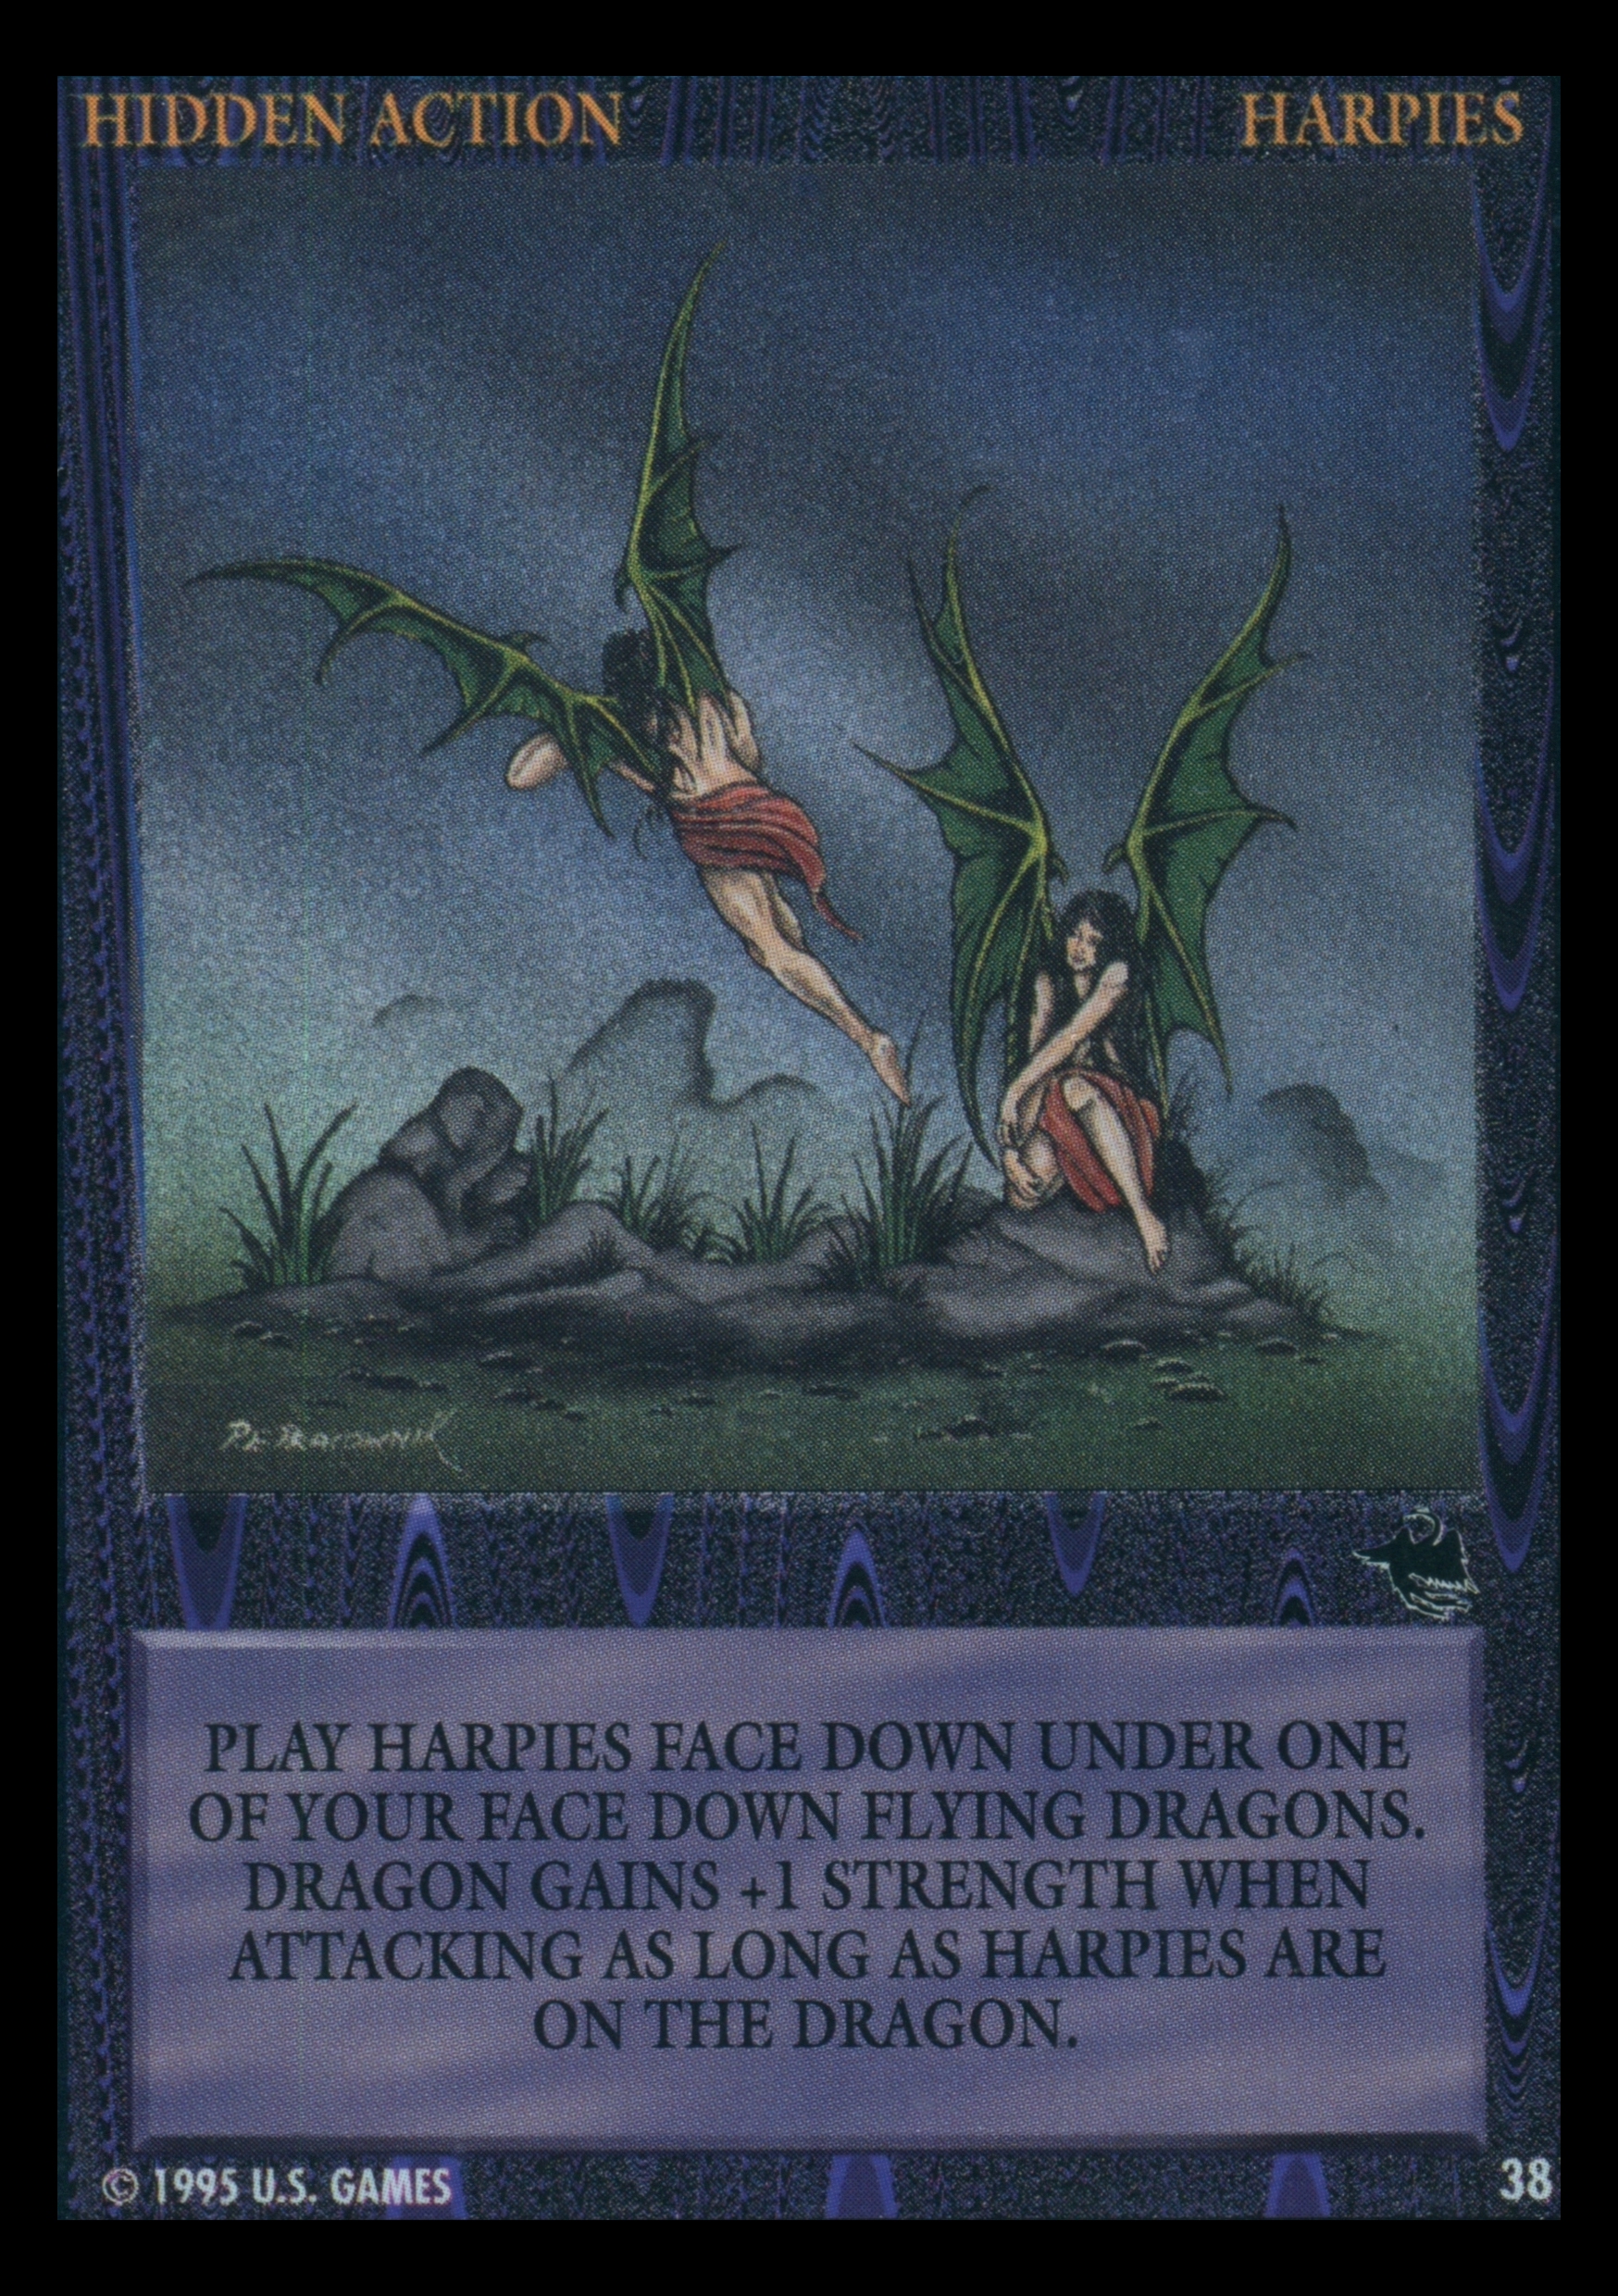 HIDDEN ACTION
HARPIES
PLAY HARPIES FACE DOWN UNDER ONE
OF YOUR FACE DOWN FLYING DRAGONS.
DRAGON GAINS +1 STRENGTH WHEN
ATTACKING AS LONG AS HARPIES ARE
ON THE DRAGON.
© 1995 U.S. GAMES
38